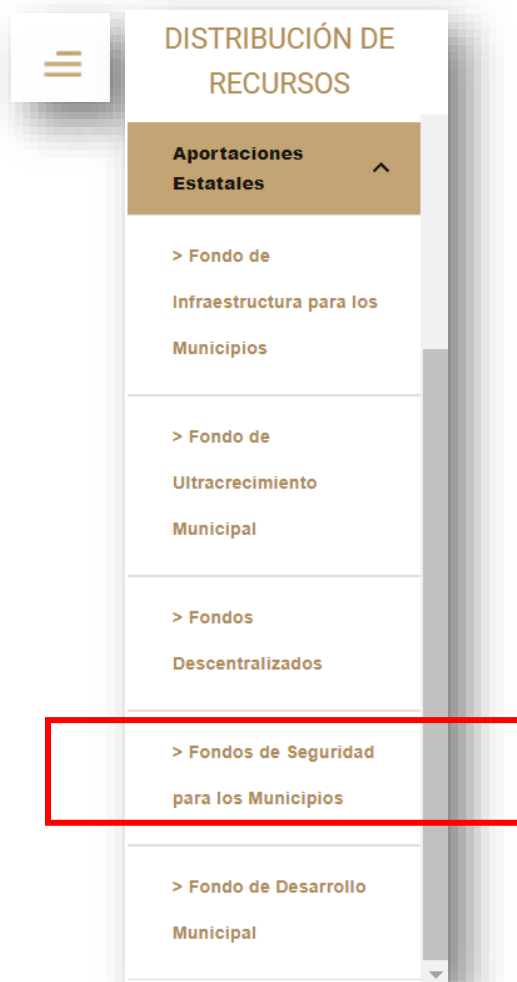 DISTRIBUCIÓN DE
RECURSOS
Aportaciones
Estatales
> Fondo de
Infraestructura para los
Municipios
> Fondo de
Ultracrecimiento
Municipal
> Fondos
Descentralizados
> Fondos de Seguridad
para los Municipios
> Fondo de Desarrollo
Municipal